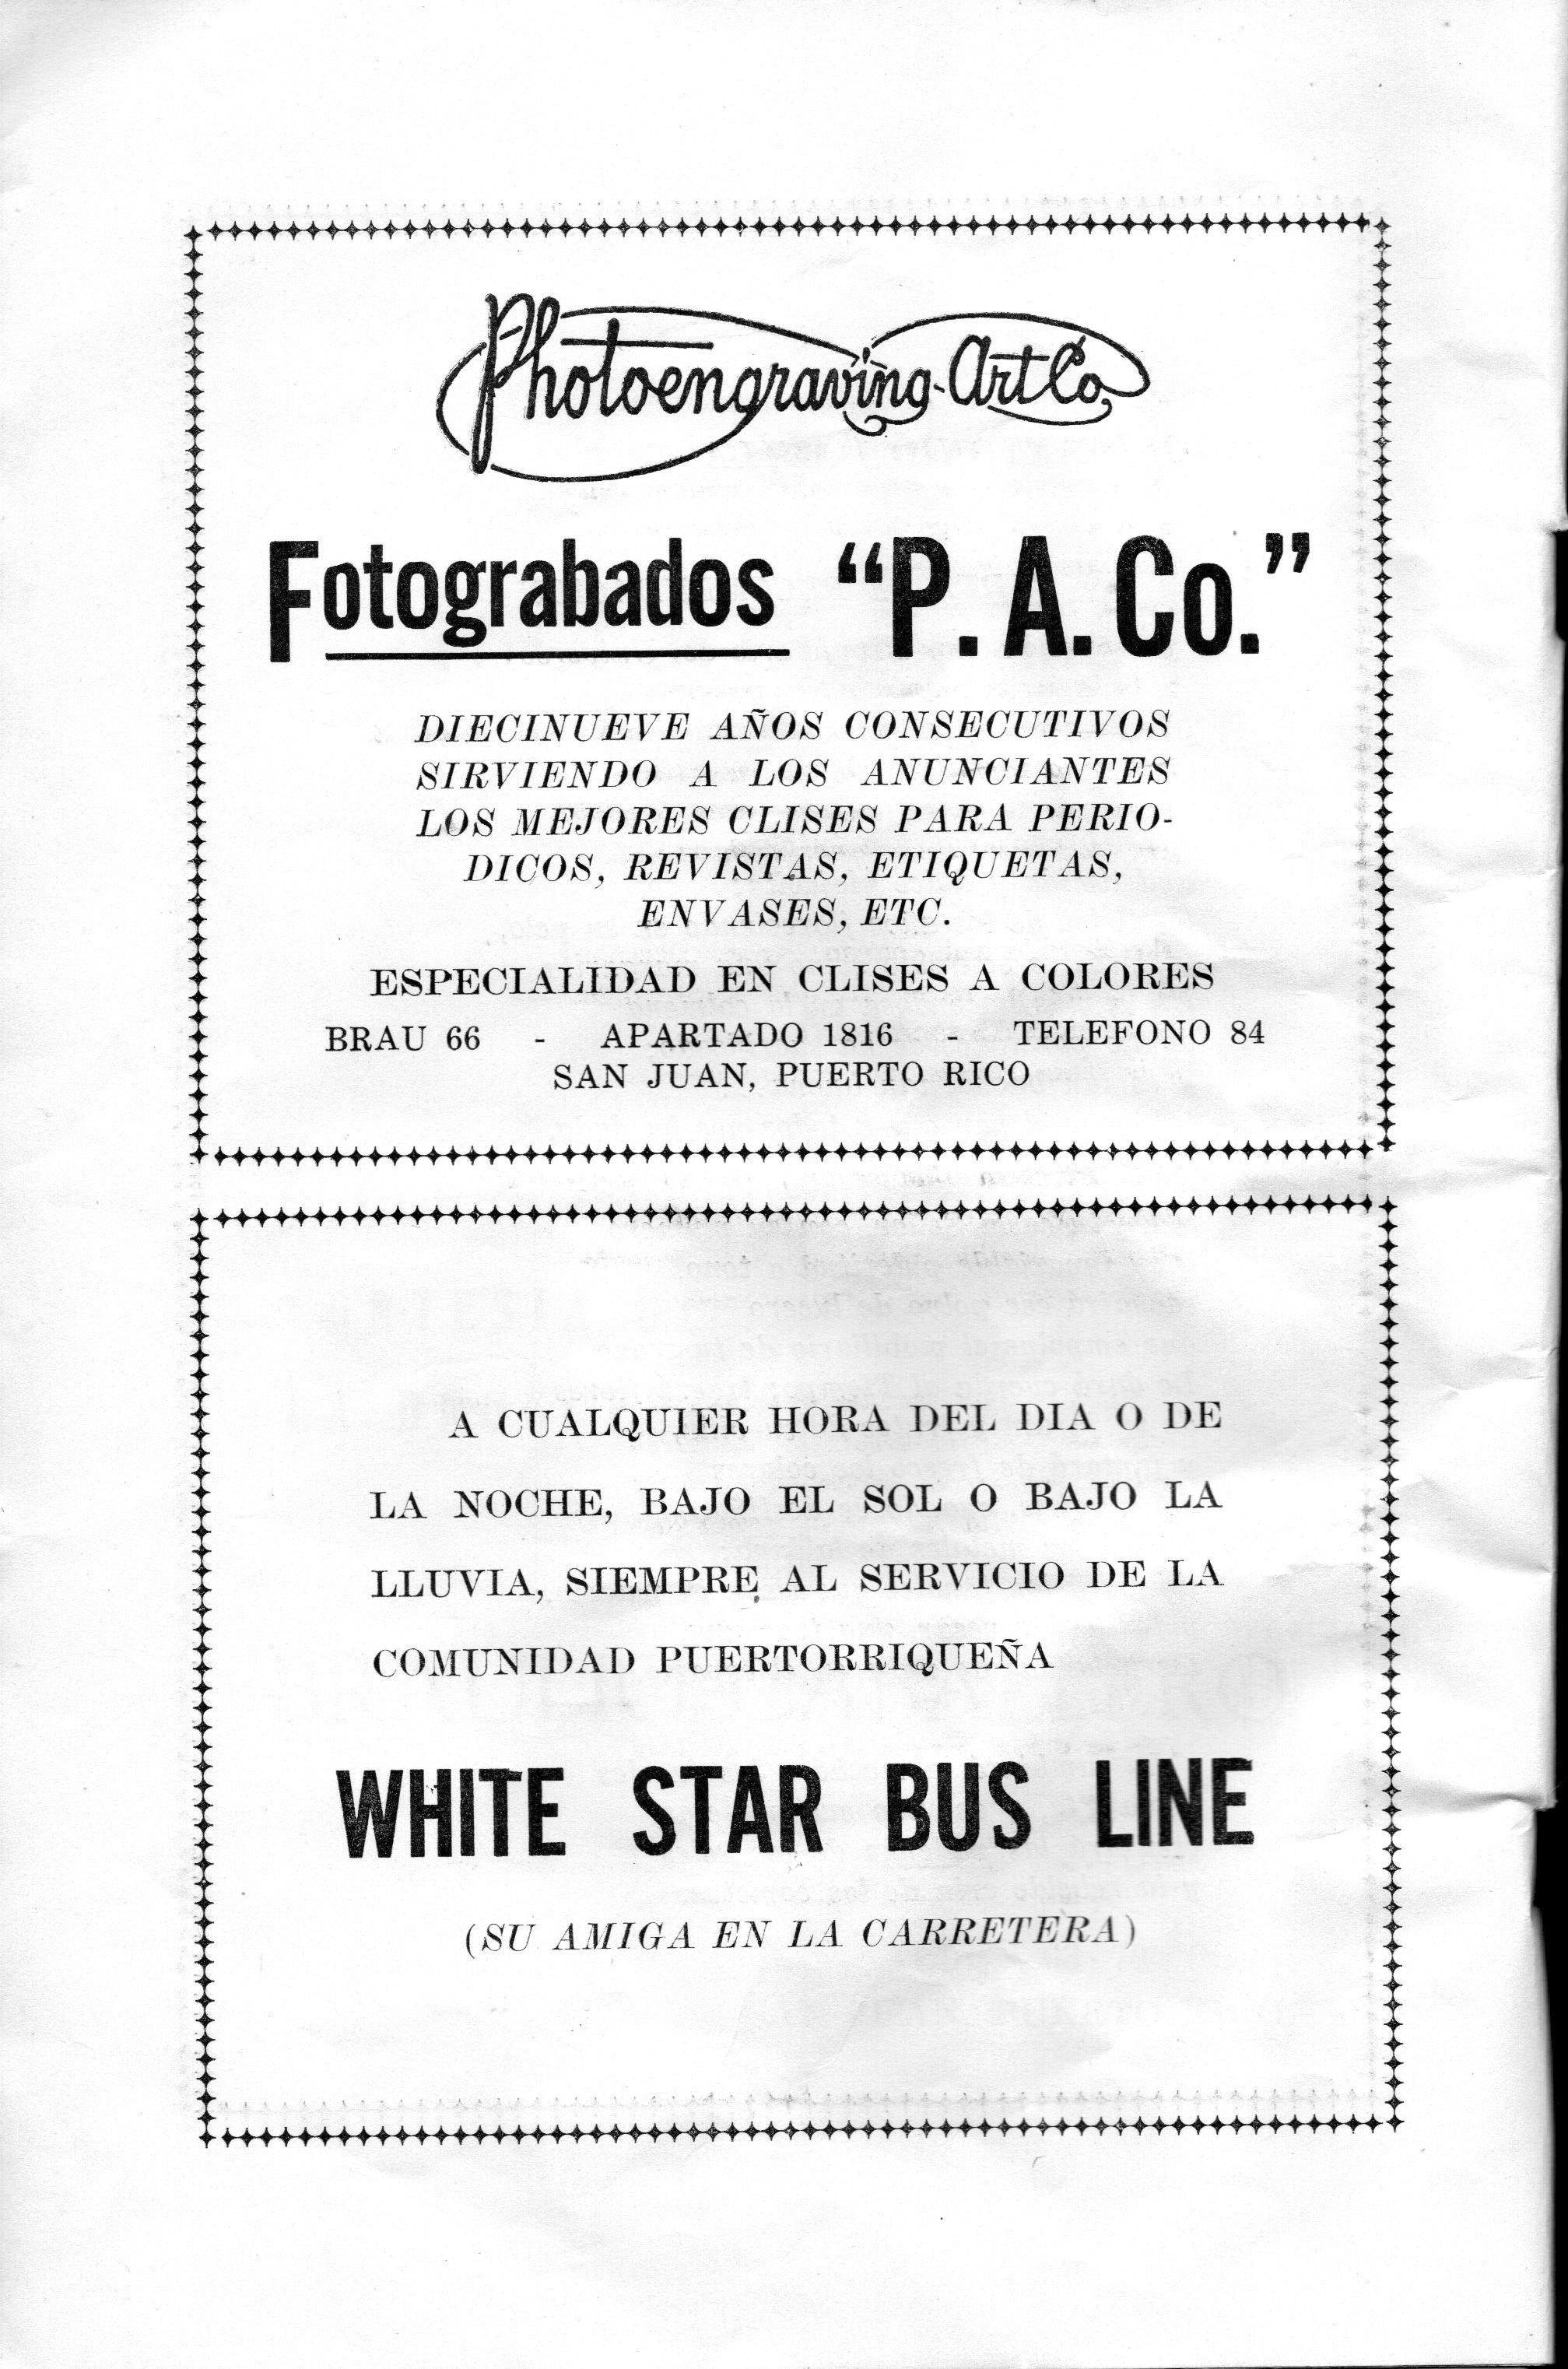 Photoengraving-Art Co.
Fotograbados “P. A. Co.”
DIECINUEVE AÑOS CONSECUTIVOS
SIRVIENDO A LOS ANUNCIANTES
LOS MEJORES CLISES PARA PERIO-
DICOS, REVISTAS, ETIQUETAS,
ENVASES, ETC.
ESPECIALIDAD EN CLISES A COLORES
BRAU 66 - APARTADO 1816 - TELEFONO 84
SAN JUAN, PUERTO RICO
A CUALQUIER HORA DEL DIA O DE
LA NOCHE, BAJO EL SOL O BAJO LA
LLUVIA, SIEMPRE AL SERVICIO DE LA
COMUNIDAD PUERTORRIQUEÑA
WHITE STAR BUS LINE
(SU AMIGA EN LA CARRETERA)